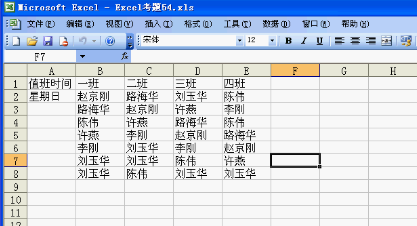 Microsoft Excel - Excel考题64.xls
文件(F) 编辑(E) 视图(V) 插入(I) 格式(O) 工具(T) 数据(D) 窗口(W) 帮助(H)
宋体 12 B I U
F7 fx
A B C D E F G H
1 值班时间 一班 二班 三班 四班
2 星期日 赵京刚 路海华 刘玉华 陈伟
3 路海华 赵京刚 许燕 李刚
4 陈伟 许燕 路海华 陈伟
5 许燕 李刚 赵京刚 路海华
6 李刚 刘玉华 李刚 赵京刚
7 刘玉华 刘玉华 陈伟 许燕
8 刘玉华 陈伟 刘玉华 刘玉华
9
10
11
12